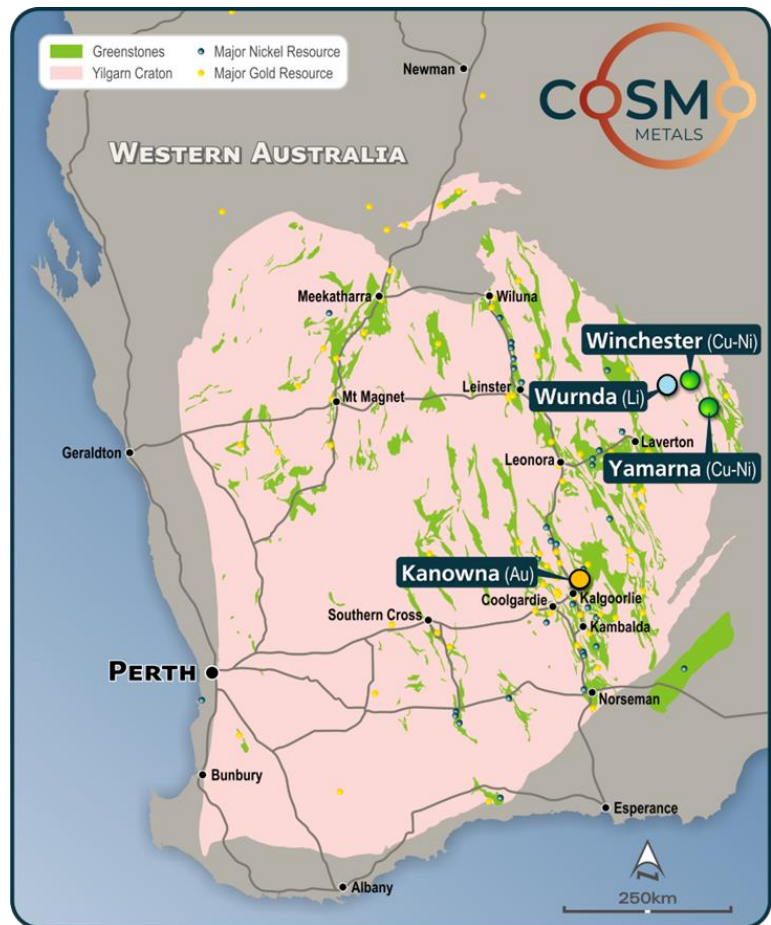 Greenstones
Major Nickel Resource
Yilgarn Craton
Major Gold Resource
Newman
COSMO
METALS
WESTERN AUSTRALIA
Meekatharra
Wiluna
Winchester (Cu-Ni)
Leinster
Wurnda (Li)
Mt Magnet
Geraldton
Laverton
Leonora
Yamarna (Cu-Ni)
Kanowna (Au)
Coolgardie
Kalgoorlie
Southern Cross
Kambalda
PERTH
Norseman
Bunbury
Esperance
Albany
N
250km